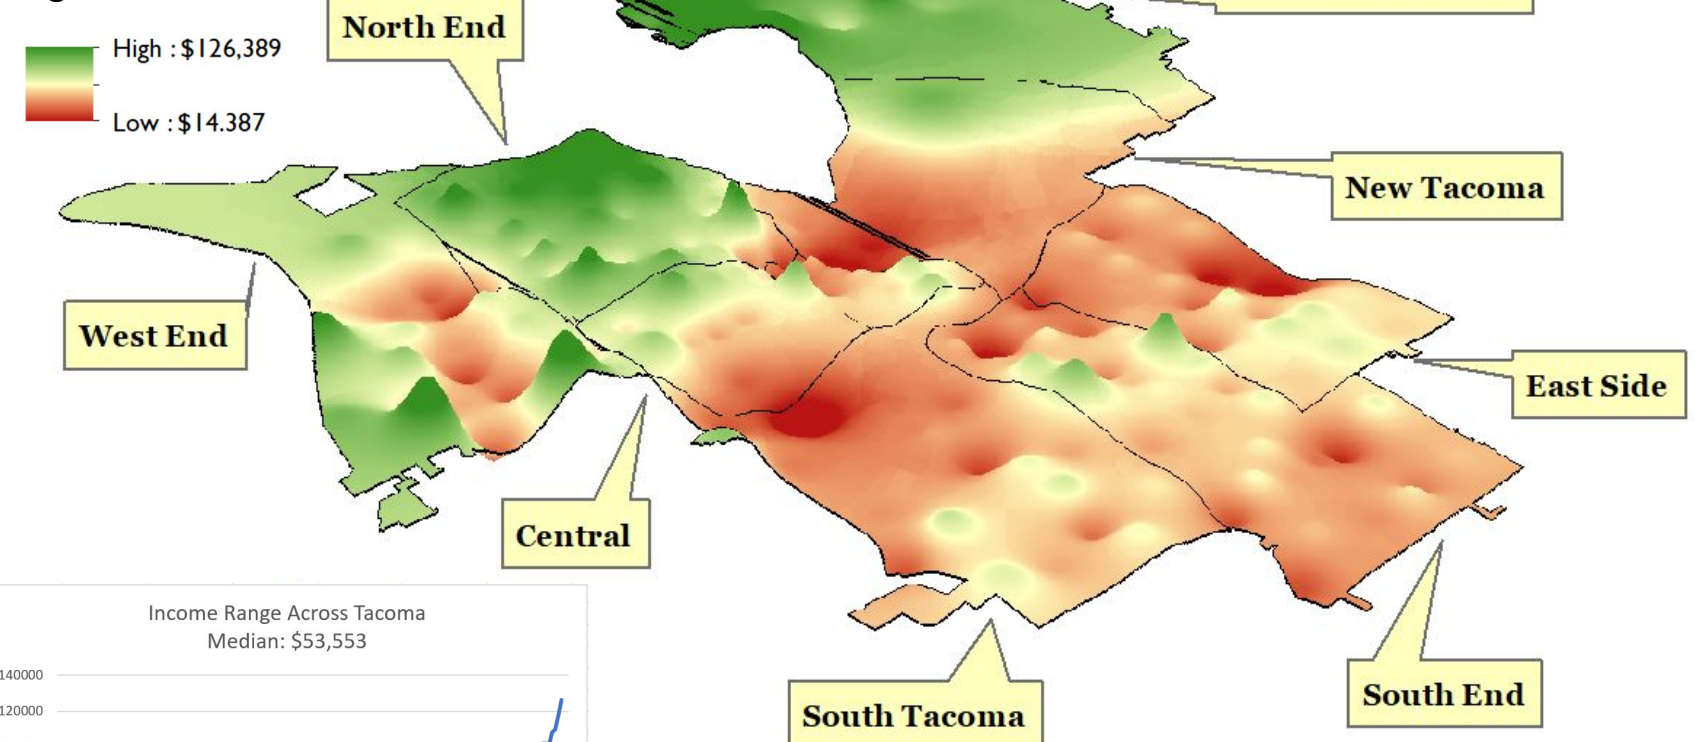 North End
High : $126,389
Low : $14.387
New Tacoma
West End
East Side
Central
Income Range Across Tacoma
Median: $53,553
140000
120000
South End
South Tacoma